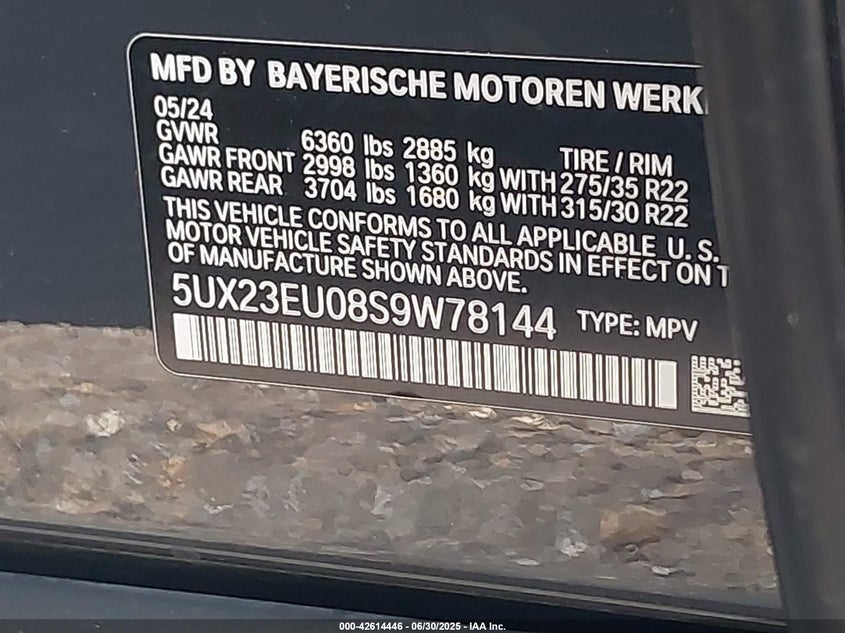 MFD BY BAYERISCHE MOTOREN WERK
05/24
GVWR 6360 lbs 2885 kg TIRE / RIM
GAWR FRONT 2998 lbs 1360 kg WITH 275/35 R22
GAWR REAR 3704 lbs 1680 kg WITH 315/30 R22
THIS VEHICLE CONFORMS TO ALL APPLICABLE U. S.
MOTOR VEHICLE SAFETY STANDARDS IN EFFECT ON T
OF MANUFACTURE SHOWN ABOVE.
5UX23EU08S9W78144 TYPE: MPV
000-42614446 - 06/30/2025 - IAA Inc.